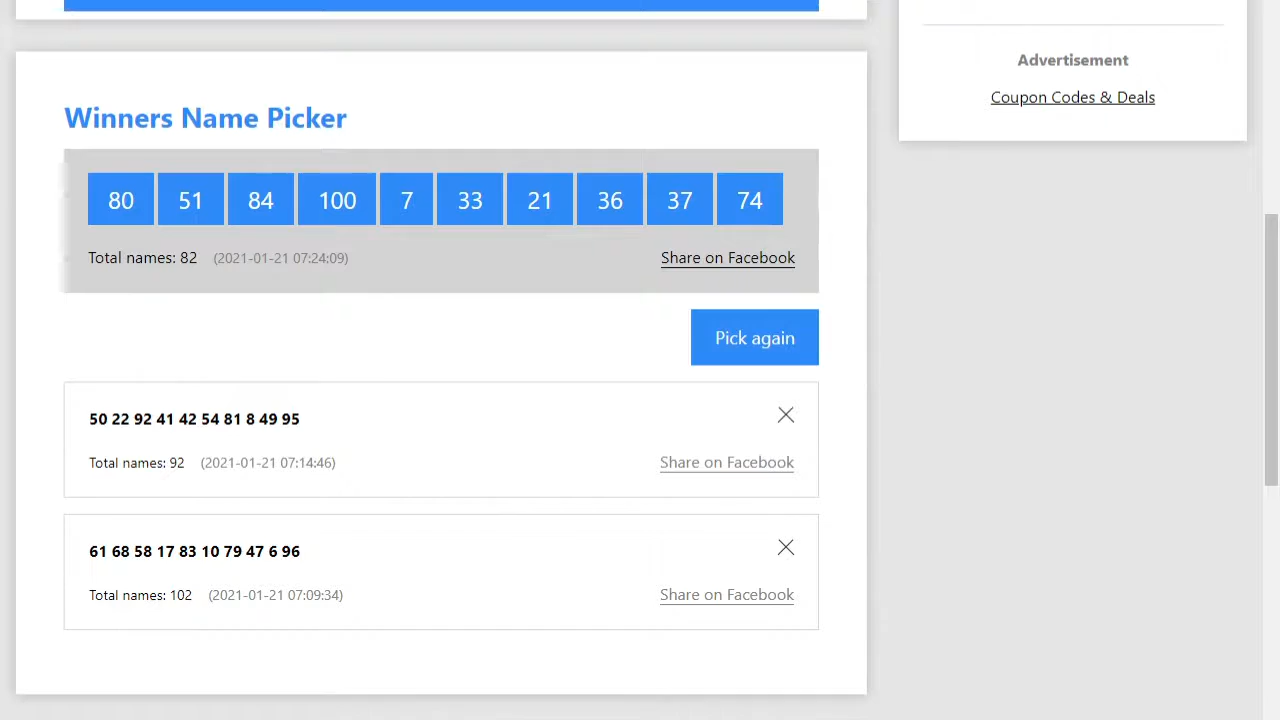 Winners Name Picker
80 51 84 100 7 33 21 36 37 74
Total names: 82 (2021-01-21 07:24:09) Share on Facebook
Pick again
50 22 92 41 42 54 81 8 49 95
Total names: 92 (2021-01-21 07:14:46) Share on Facebook
61 68 58 17 83 10 79 47 6 96
Total names: 102 (2021-01-21 07:09:34) Share on Facebook
Advertisement
Coupon Codes & Deals